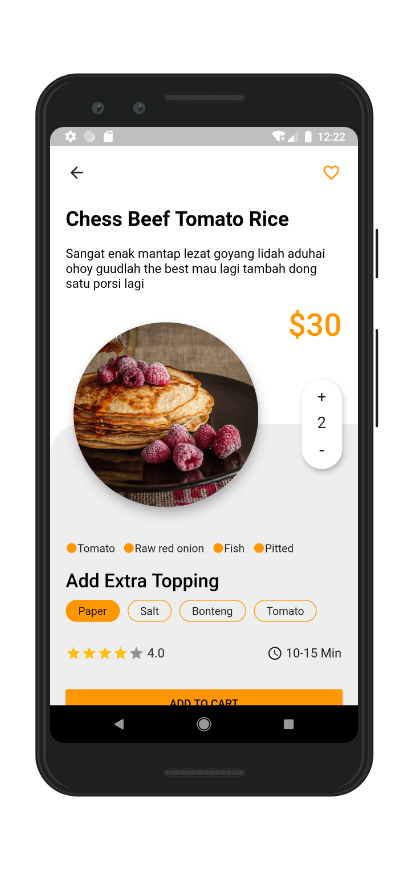 12:22
Chess Beef Tomato Rice
Sangat enak mantap lezat goyang lidah aduhai
ohoy guudlah the best mau lagi tambah dong
satu porsi lagi
$30
+
2
-
Tomato Raw red onion Fish Pitted
Add Extra Topping
Paper Salt Bonteng Tomato
4.0 10-15 Min
ADD TO CART